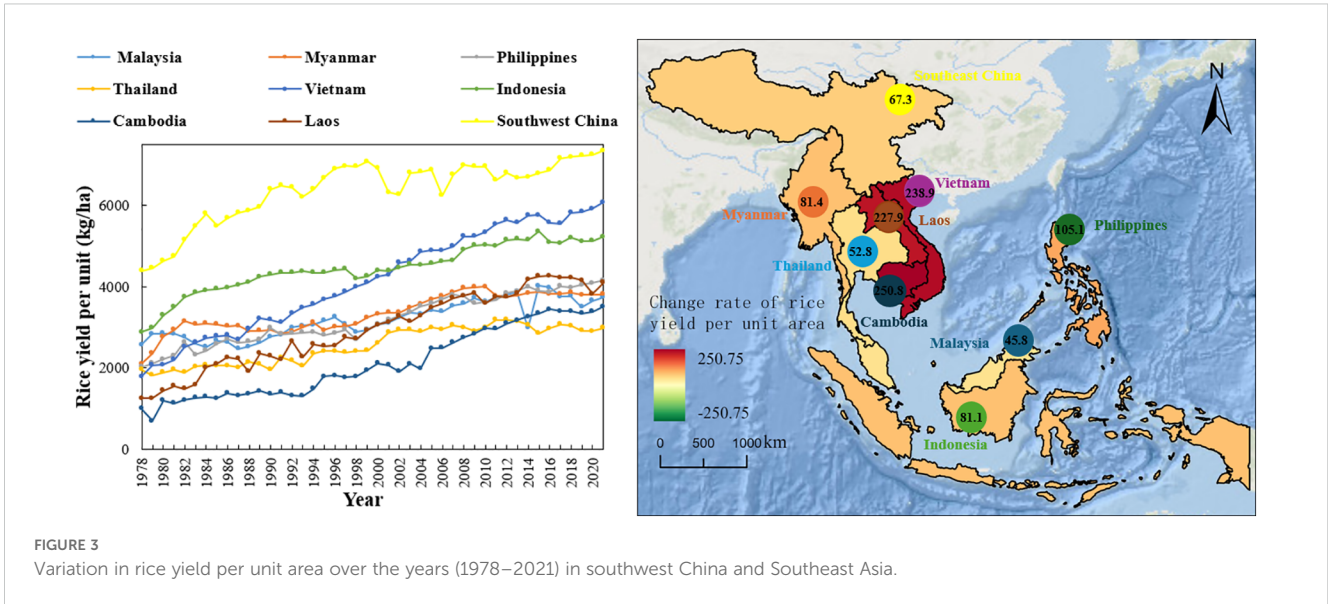 Malaysia Myanmar Philippines
Thailand Vietnam Indonesia
Cambodia Laos Southwest China
Rice yield per unit (kg/ha)
6000
4000
2000
0
1978 1980 1982 1984 1986 1988 1990 1992 1994 1996 1998 2000 2002 2004 2006 2008 2010 2012 2014 2016 2018 2020
Year
N
Southeast China
67.3
Vietnam
238.9
81.4
Myanmar
227.9
Laos
105.1
Philippines
52.8
Thailand
250.8
Cambodia
Change rate of rice
yield per unit area
250.75
-250.75
0 500 1000 km
Malaysia
45.8
81.1
Indonesia
FIGURE 3
Variation in rice yield per unit area over the years (1978–2021) in southwest China and Southeast Asia.